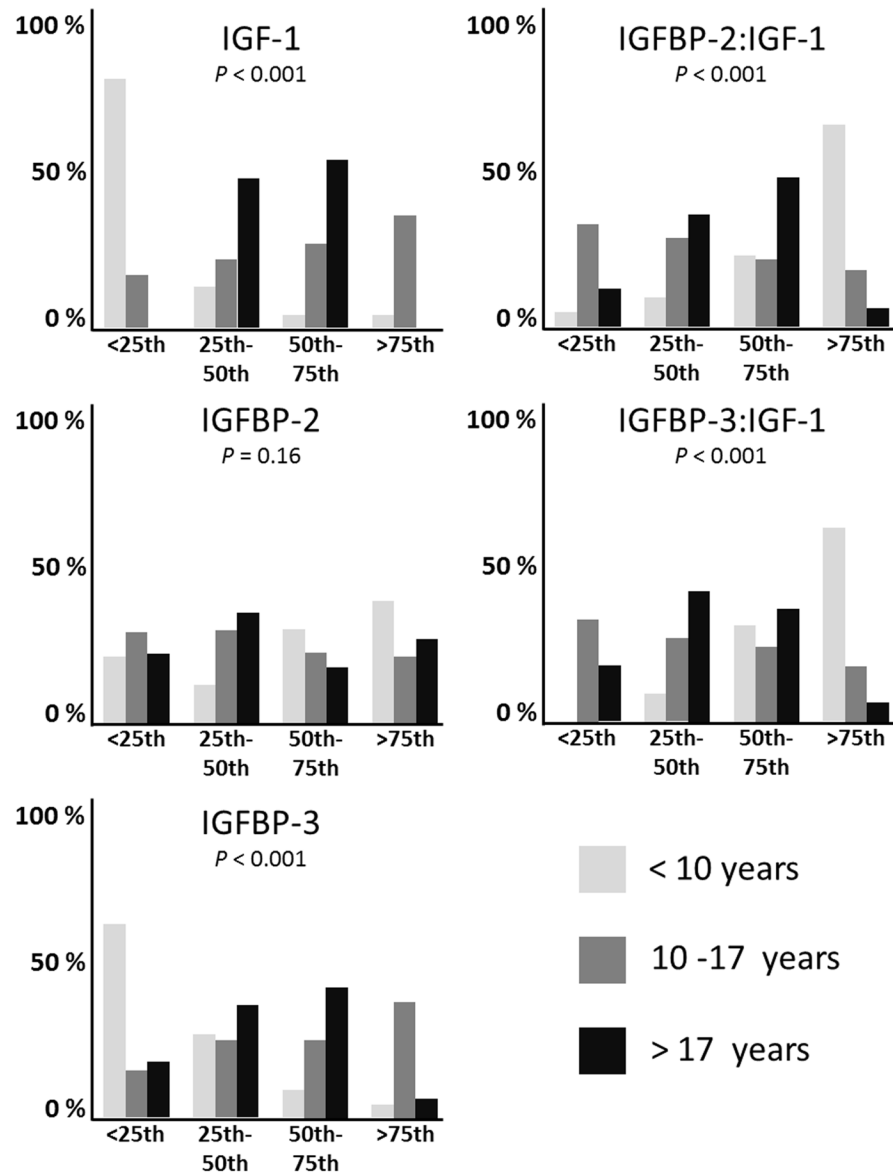 100 %
IGF-1
P < 0.001
50 %
0 %
<25th
25th-
50th
50th-
75th
>75th
100 %
IGFBP-2:IGF-1
P < 0.001
50 %
0 %
<25th
25th-
50th
50th-
75th
>75th
100 %
IGFBP-2
P = 0.16
50 %
0 %
<25th
25th-
50th
50th-
75th
>75th
100 %
IGFBP-3:IGF-1
P < 0.001
50 %
0 %
<25th
25th-
50th
50th-
75th
>75th
100 %
IGFBP-3
P < 0.001
50 %
0 %
<25th
25th-
50th
50th-
75th
>75th
< 10 years
10 -17 years
> 17 years